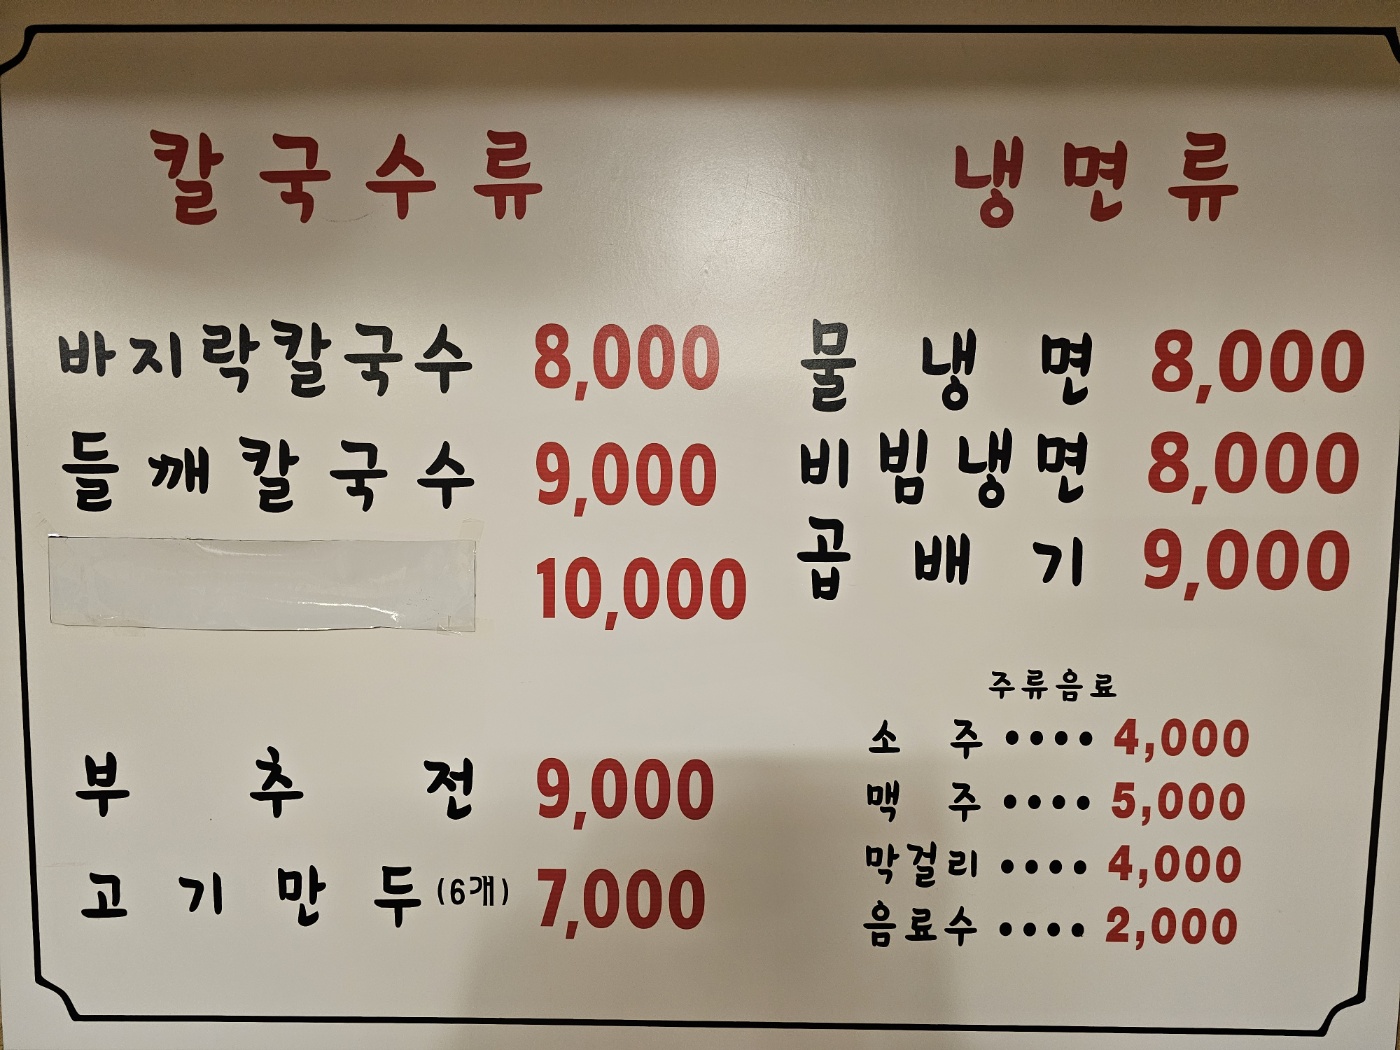 칼국수류
바지락칼국수 8,000
들깨칼국수 9,000
10,000
부추전 9,000
고기만두(6개) 7,000
냉면류
물냉면 8,000
비빔냉면 8,000
곱배기 9,000
주류음료
소주 •••• 4,000
맥주 •••• 5,000
막걸리 •••• 4,000
음료수 •••• 2,000